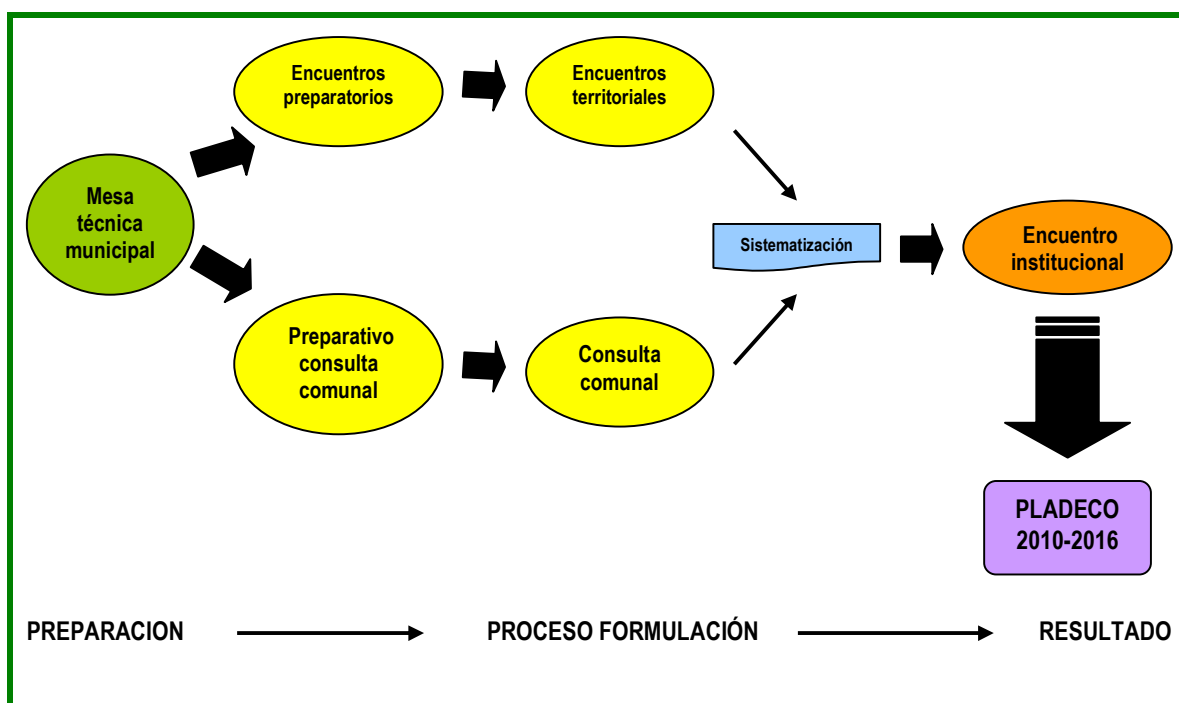 Encuentros
preparatorios
Encuentros
territoriales
Mesa
técnica
municipal
Sistematización
Encuentro
institucional
Preparativo
consulta
comunal
Consulta
comunal
PLADECO
2010-2016
PREPARACION
PROCESO FORMULACIÓN
RESULTADO